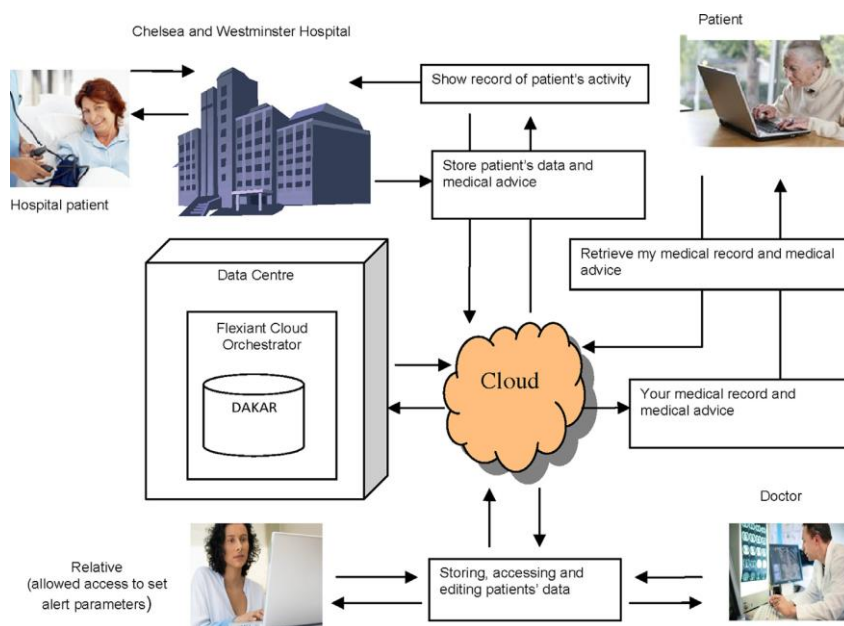 Chelsea and Westminster Hospital
Patient
Show record of patient's activity
Store patient's data and
medical advice
Hospital patient
Retrieve my medical record and medical
advice
Data Centre
Flexiant Cloud
Orchestrator
DAKAR
Cloud
Your medical record and
medical advice
Doctor
Relative
(allowed access to set
alert parameters)
Storing, accessing and
editing patients' data